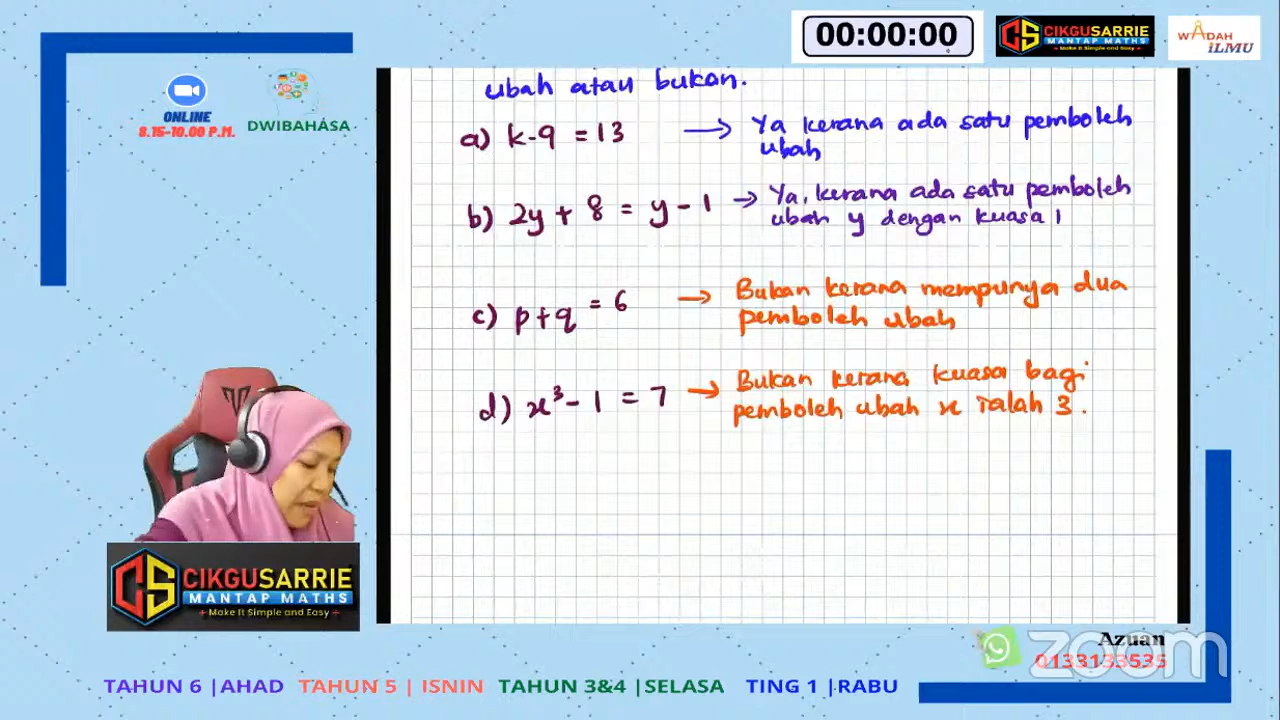 00:00:00
CIKGUSARRIE
MANTAP MATHS
Make It Simple and Easy
WADAH
ILMU
ONLINE
8.15-10.00 P.M.
DWIBAHASA
ubah atau bukan.
a) k-9 = 13 → Ya kerana ada satu pemboleh
ubah
b) 2y + 8 = y - 1 → Ya, kerana ada satu pemboleh
ubah y dengan kuasa 1
c) p+q = 6 → Bukan kerana mempunya dua
pemboleh ubah
d) x³ - 1 = 7 → Bukan kerana kuasa bagi
pemboleh ubah x ialah 3.
CIKGUSARRIE
MANTAP MATHS
Make It Simple and Easy
Azuan
0133133535
zoom
TAHUN 6 |AHAD TAHUN 5 | ISNIN TAHUN 3&4 |SELASA TING 1 |RABU